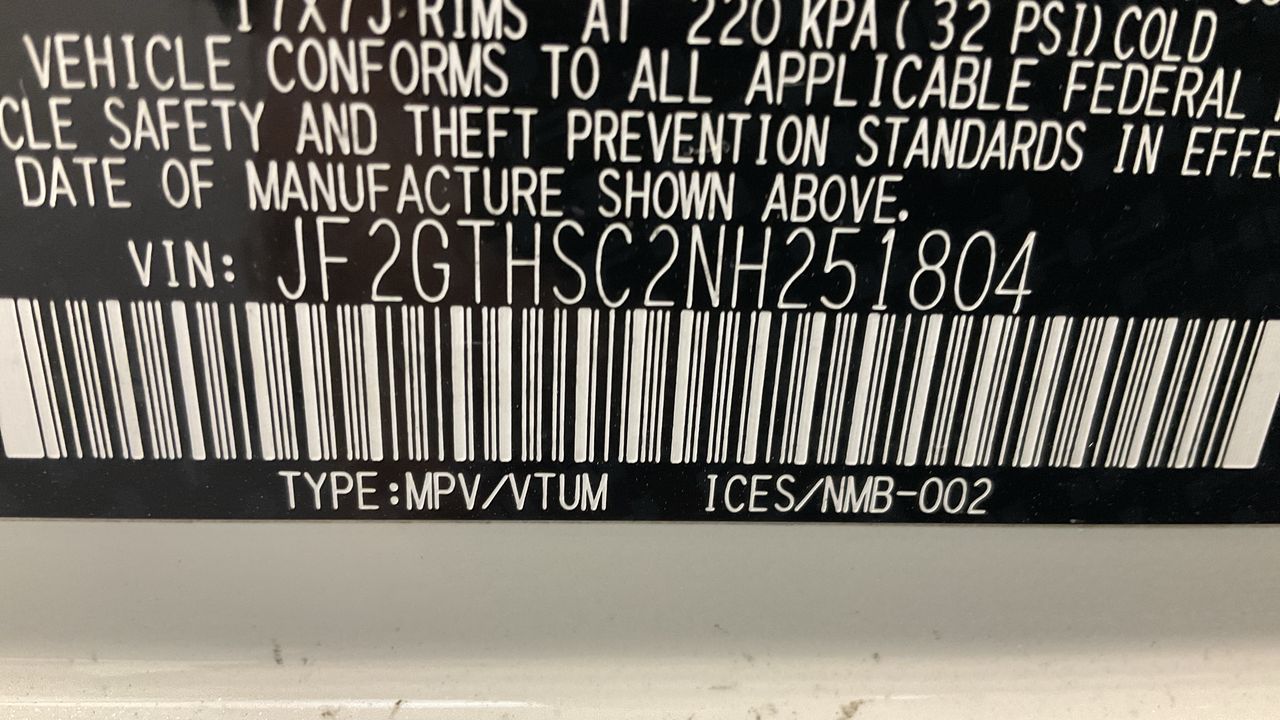 17X7J RIMS AT 220 KPA (32 PSI) COLD
VEHICLE CONFORMS TO ALL APPLICABLE FEDERAL
CLE SAFETY AND THEFT PREVENTION STANDARDS IN EFFE
DATE OF MANUFACTURE SHOWN ABOVE.
VIN: JF2GTHSC2NH251804
TYPE:MPV/VTUM ICES/NMB-002